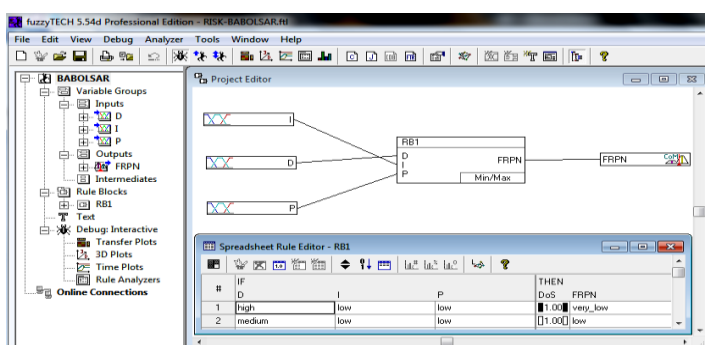 fuzzyTECH 5.54d Professional Edition - RISK-BABOLSAR.ftl
File Edit View Debug Analyzer Tools Window Help
BABOLSAR
Variable Groups
Inputs
D
I
P
Outputs
FRPN
Intermediates
Rule Blocks
RB1
Text
Debug: Interactive
Transfer Plots
3D Plots
Time Plots
Rule Analyzers
Online Connections
Project Editor
I
D
P
RB1
D
I
P
FRPN
Min/Max
FRPN
CoM
Spreadsheet Rule Editor - RB1
IF THEN
# D I P DoS FRPN
1 high low low 1.00 very_low
2 medium low low 1.00 low